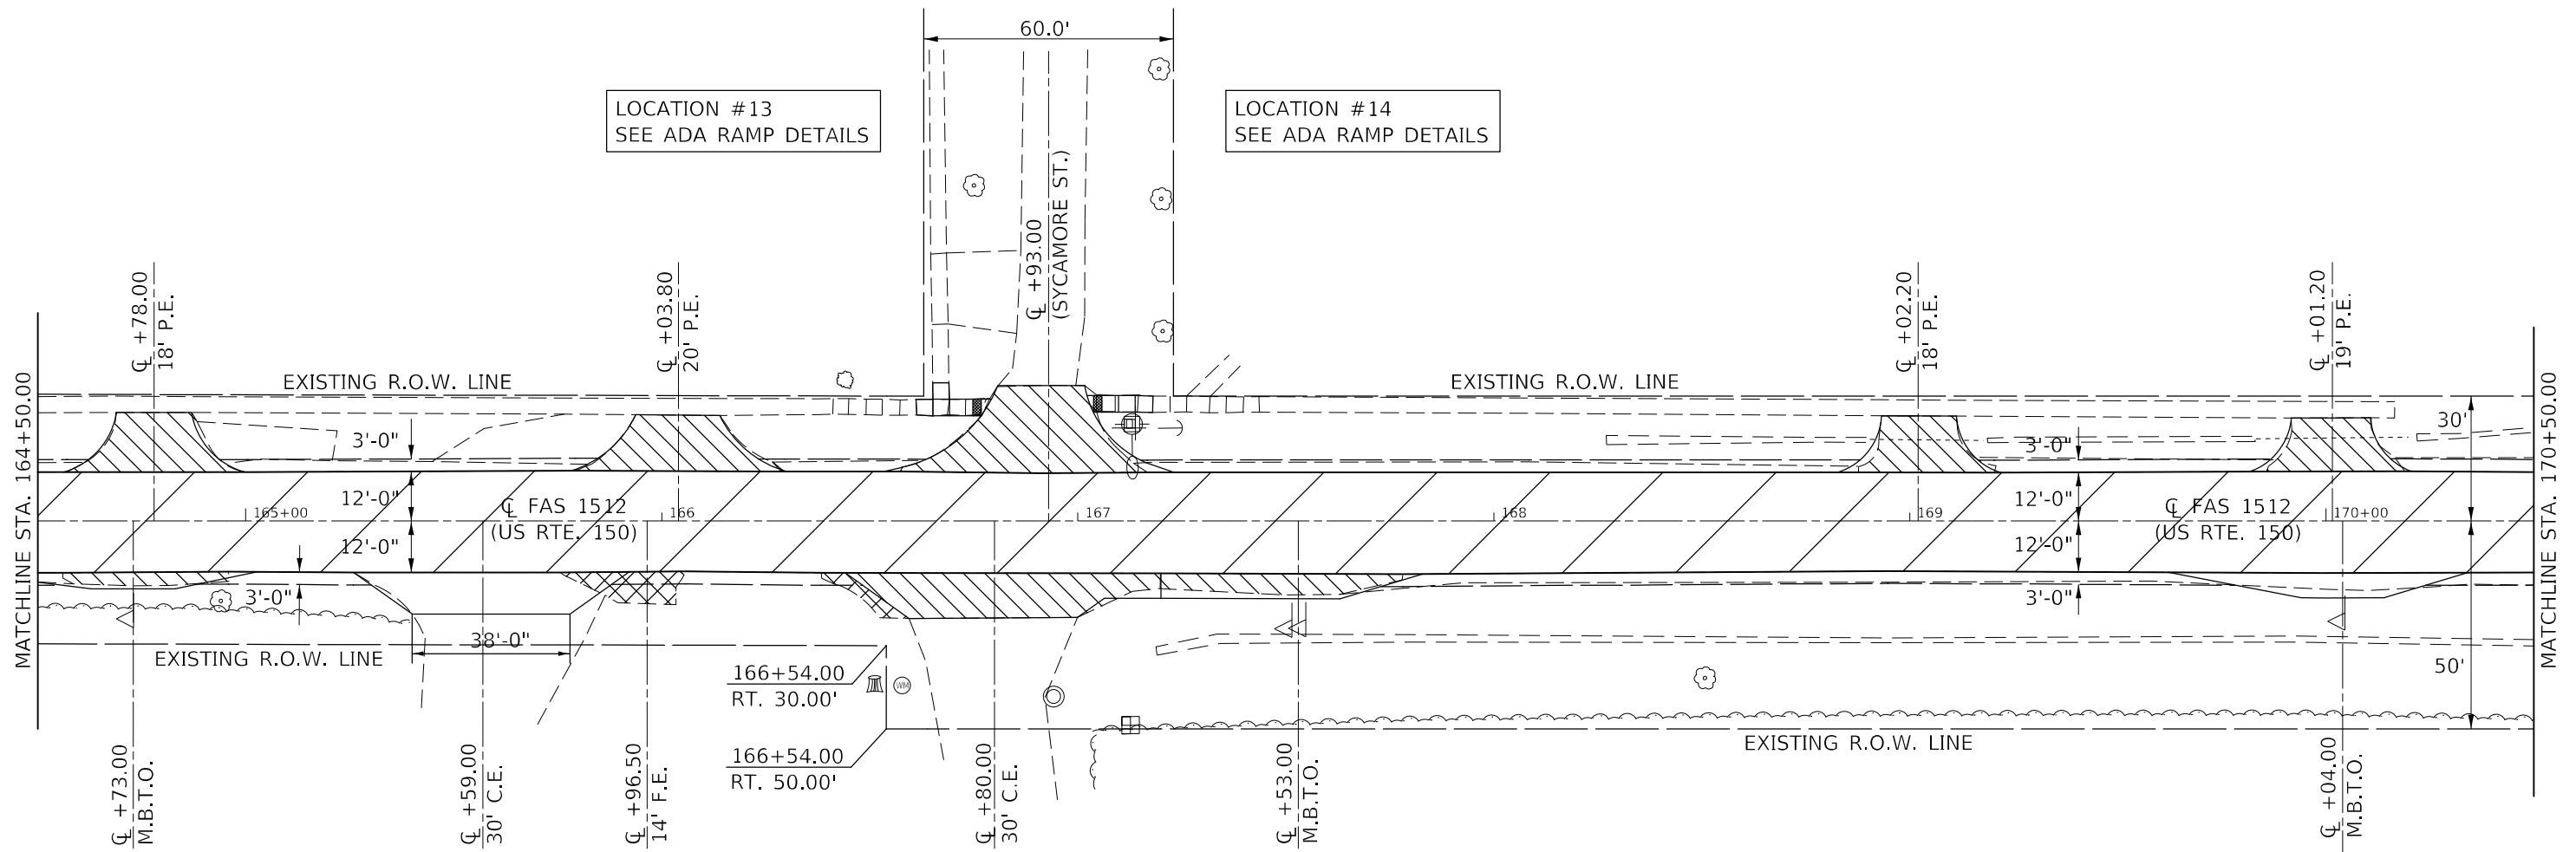 60.0'
LOCATION #13
SEE ADA RAMP DETAILS
LOCATION #14
SEE ADA RAMP DETAILS
℄ +93.00
(SYCAMORE ST.)
℄ +78.00
18' P.E.
℄ +03.80
20' P.E.
℄ +02.20
18' P.E.
℄ +01.20
19' P.E.
EXISTING R.O.W. LINE
EXISTING R.O.W. LINE
MATCHLINE STA. 164+50.00
MATCHLINE STA. 170+50.00
3'-0"
3'-0"
30'
12'-0"
12'-0"
℄ FAS 1512
(US RTE. 150)
℄ FAS 1512
(US RTE. 150)
165+00
166
167
168
169
170+00
12'-0"
12'-0"
3'-0"
3'-0"
38'-0"
EXISTING R.O.W. LINE
50'
166+54.00
RT. 30.00'
WM
166+54.00
RT. 50.00'
EXISTING R.O.W. LINE
℄ +73.00
M.B.T.O.
℄ +59.00
30' C.E.
℄ +96.50
14' F.E.
℄ +80.00
30' C.E.
℄ +53.00
M.B.T.O.
℄ +04.00
M.B.T.O.